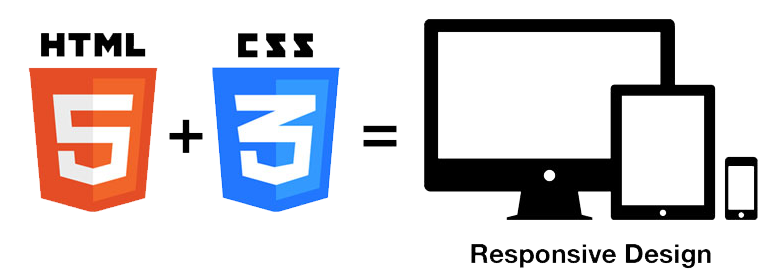 HTML CSS
5 + 3 =
Responsive Design